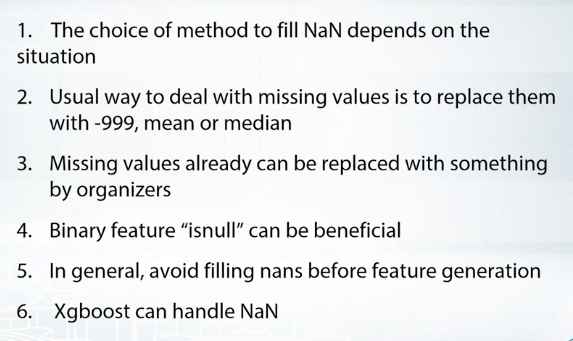 1. The choice of method to fill NaN depends on the
situation
2. Usual way to deal with missing values is to replace them
with -999, mean or median
3. Missing values already can be replaced with something
by organizers
4. Binary feature “isnull” can be beneficial
5. In general, avoid filling nans before feature generation
6. Xgboost can handle NaN